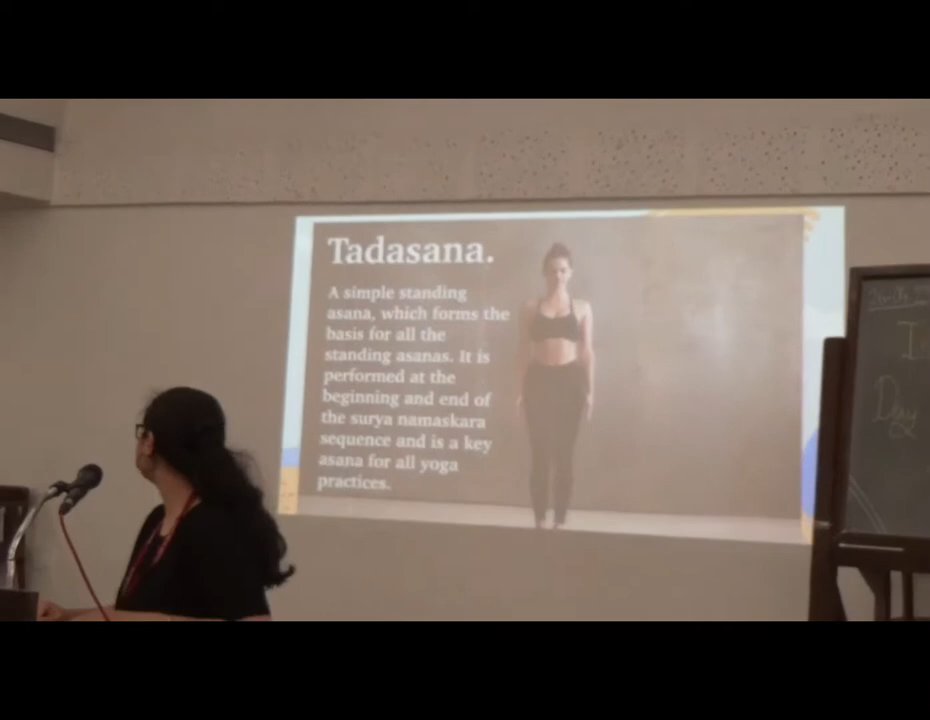 Tadasana.
A simple standing
asana, which forms the
basis for all the
standing asanas. It is
performed at the
beginning and end of
the surya namaskara
sequence and is a key
asana for all yoga
practices.
Day